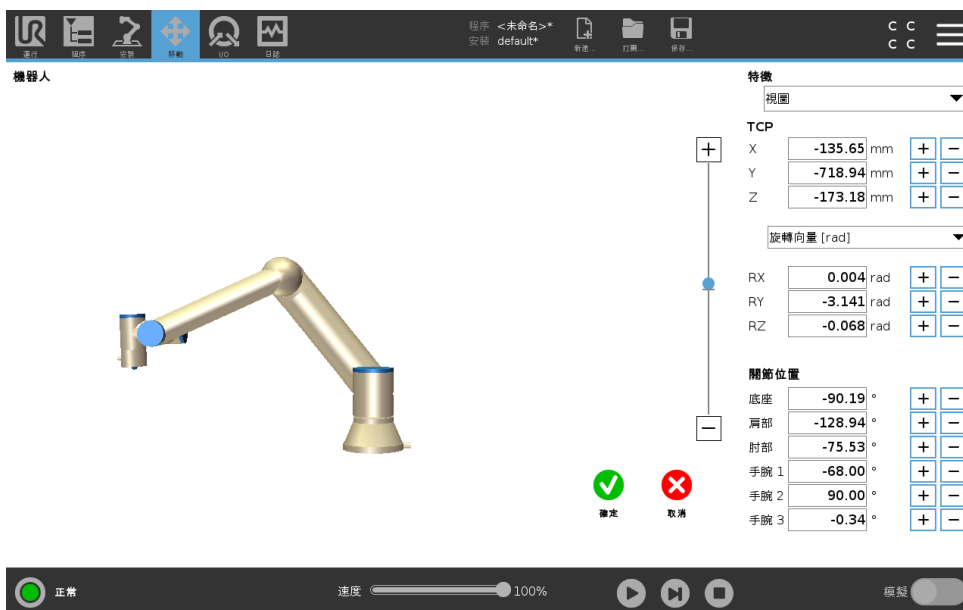 程序 <未命名>*
安裝 default*
運行
程序
安裝
移動
I/O
日誌
新建...
打開...
保存...
C C
C C
機器人
特徵
視圖
TCP
X -135.65 mm + −
Y -718.94 mm + −
Z -173.18 mm + −
旋轉向量 [rad]
RX 0.004 rad + −
RY -3.141 rad + −
RZ -0.068 rad + −
關節位置
底座 -90.19 ° + −
肩部 -128.94 ° + −
肘部 -75.53 ° + −
手腕 1 -68.00 ° + −
手腕 2 90.00 ° + −
手腕 3 -0.34 ° + −
+
−
確定
取消
正常
速度 100%
模擬